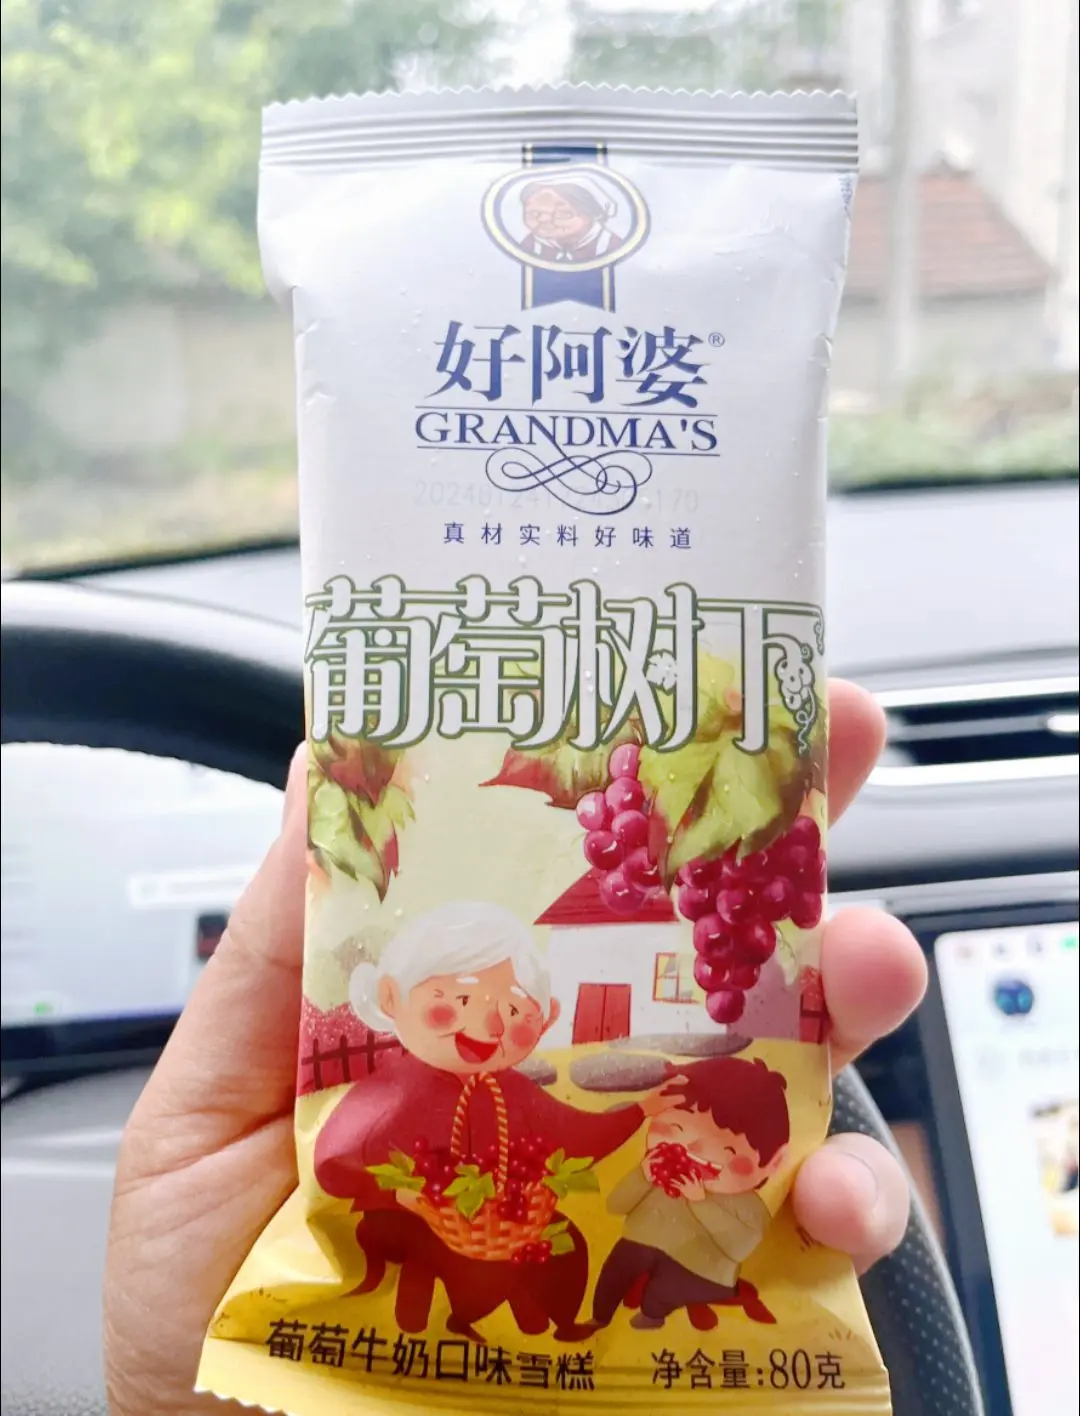 好阿婆®
GRANDMA'S
真材实料好味道
葡萄树下
葡萄牛奶口味雪糕 净含量:80克